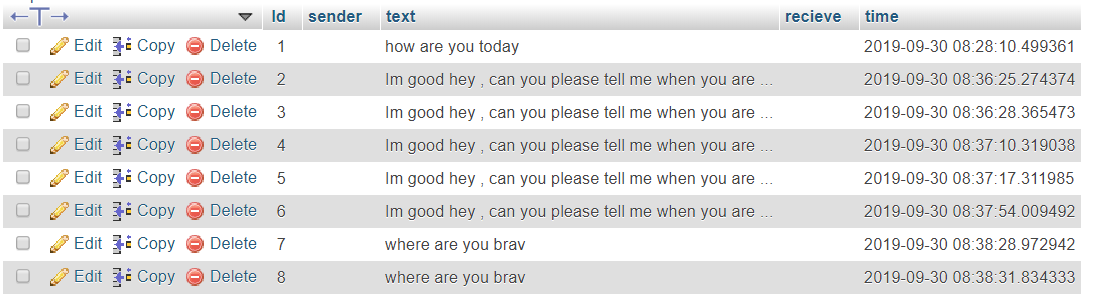 Id sender text recieve time
Edit Copy Delete 1 how are you today 2019-09-30 08:28:10.499361
Edit Copy Delete 2 Im good hey , can you please tell me when you are ... 2019-09-30 08:36:25.274374
Edit Copy Delete 3 Im good hey , can you please tell me when you are ... 2019-09-30 08:36:28.365473
Edit Copy Delete 4 Im good hey , can you please tell me when you are ... 2019-09-30 08:37:10.319038
Edit Copy Delete 5 Im good hey , can you please tell me when you are ... 2019-09-30 08:37:17.311985
Edit Copy Delete 6 Im good hey , can you please tell me when you are ... 2019-09-30 08:37:54.009492
Edit Copy Delete 7 where are you brav 2019-09-30 08:38:28.972942
Edit Copy Delete 8 where are you brav 2019-09-30 08:38:31.834333